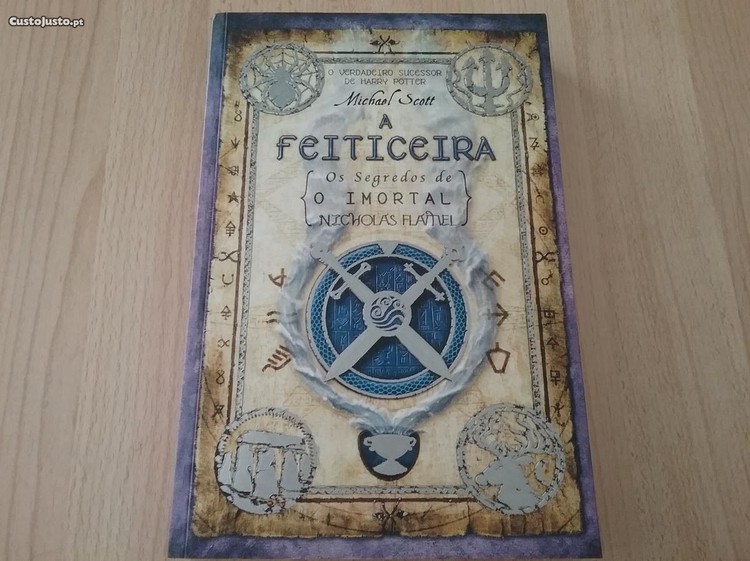 CustoJusto.pt
O VERDADEIRO SUCESSOR
DE HARRY POTTER
Michael Scott
A
FEITICEIRA
Os Segredos de
O IMORTAL
NICHOLAS FLAMEL